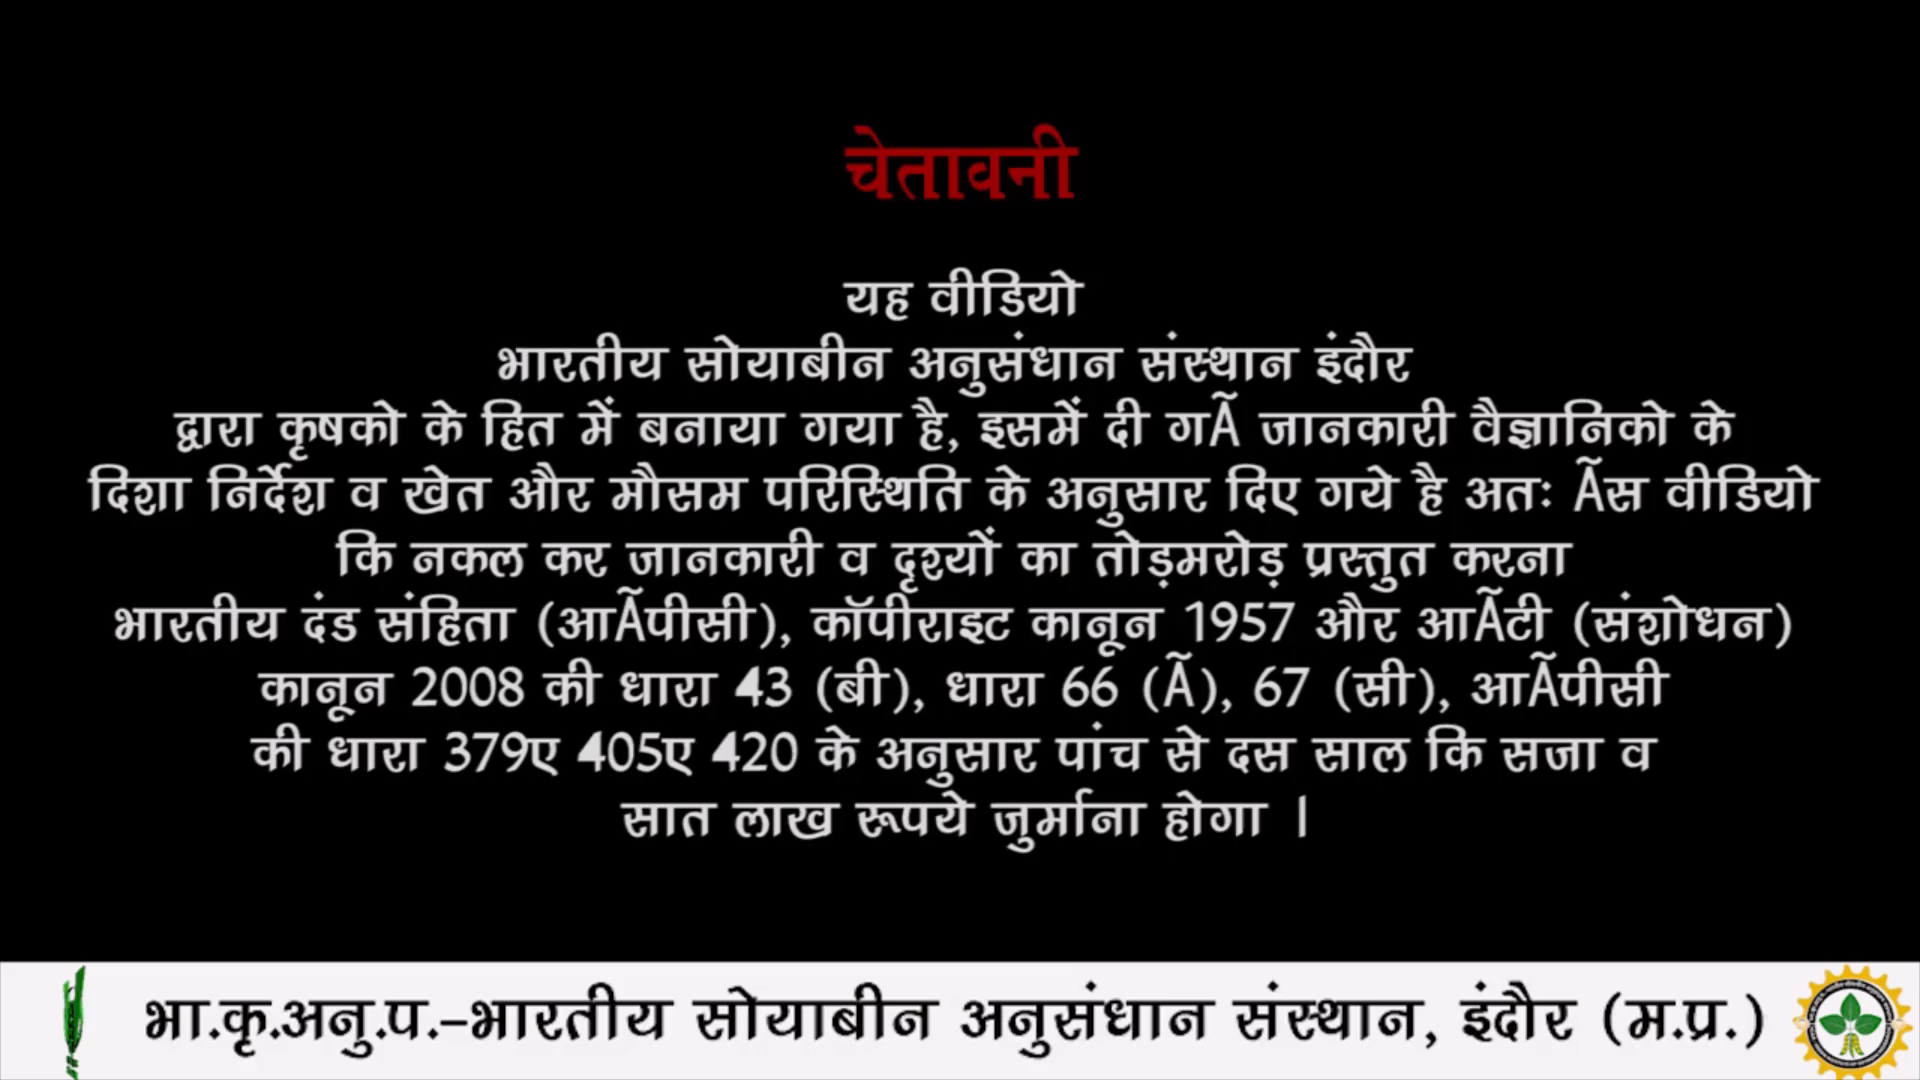 चेतावनी
यह वीडियो
भारतीय सोयाबीन अनुसंधान संस्थान इंदौर
द्वारा कृषको के हित में बनाया गया है, इसमें दी गÃ जानकारी वैज्ञानिको के
दिशा निर्देश व खेत और मौसम परिस्थिति के अनुसार दिए गये है अतः Ãस वीडियो
कि नकल कर जानकारी व दृश्यों का तोड़मरोड़ प्रस्तुत करना
भारतीय दंड संहिता (आÃपीसी), कॉपीराइट कानून 1957 और आÃटी (संशोधन)
कानून 2008 की धारा 43 (बी), धारा 66 (Ã), 67 (सी), आÃपीसी
की धारा 379ए 405ए 420 के अनुसार पांच से दस साल कि सजा व
सात लाख रूपये जुर्माना होगा ।
भा.कृ.अनु.प.-भारतीय सोयाबीन अनुसंधान संस्थान, इंदौर (म.प्र.)